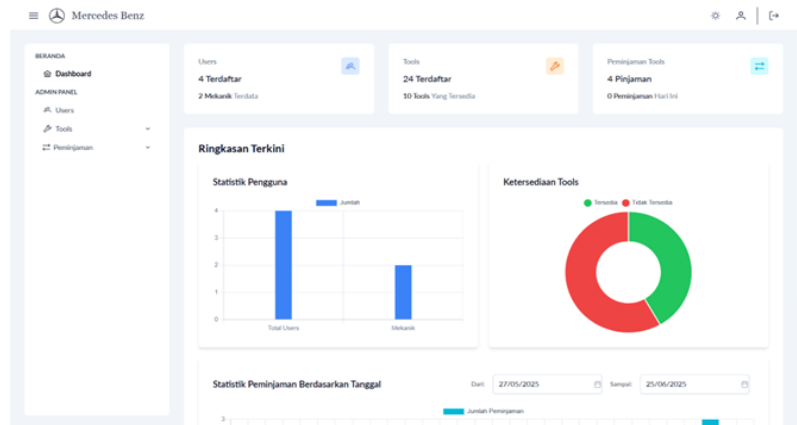 Mercedes Benz
BERANDA
Dashboard
ADMIN PANEL
Users
Tools
Peminjaman
Users
4 Terdaftar
2 Mekanik Terdata
Tools
24 Terdaftar
10 Tools Yang Tersedia
Peminjaman Tools
4 Pinjaman
0 Peminjaman Hari Ini
Ringkasan Terkini
Statistik Pengguna
Jumlah
4
3
2
1
0
Total Users
Mekanik
Ketersediaan Tools
Tersedia Tidak Tersedia
Statistik Peminjaman Berdasarkan Tanggal
Dari: 27/05/2025 Sampai: 25/06/2025
Jumlah Peminjaman
3